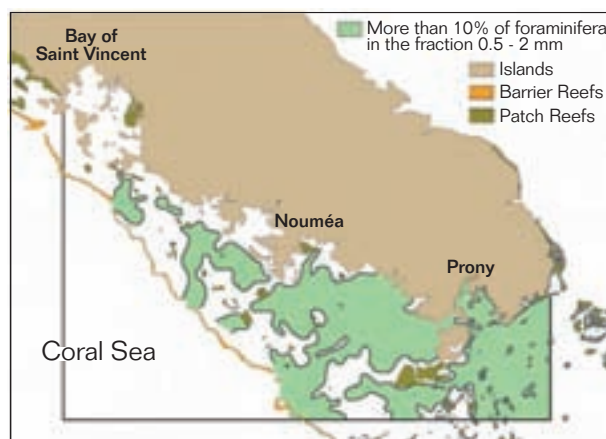 More than 10% of foraminifera
in the fraction 0.5 - 2 mm
Islands
Barrier Reefs
Patch Reefs
Bay of
Saint Vincent
Nouméa
Prony
Coral Sea